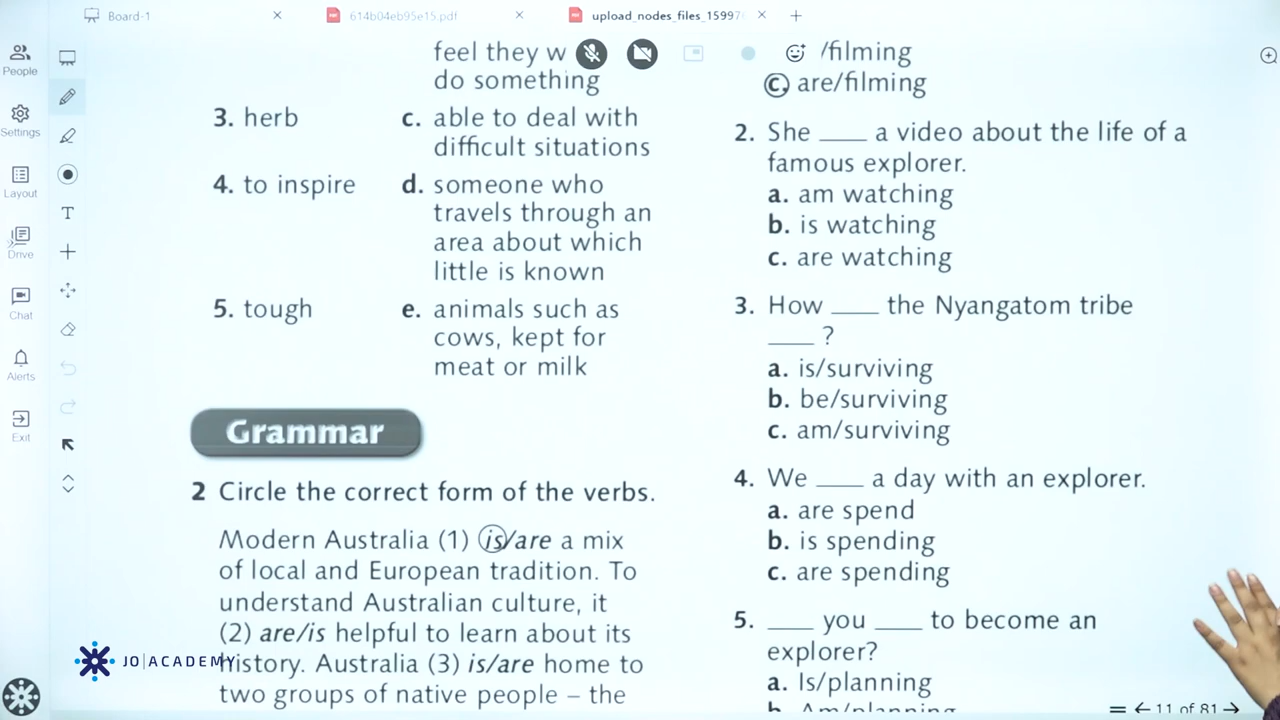 Board-1
614b04eb95e15.pdf
upload_nodes_files_15997
People
Settings
Layout
Drive
Chat
Alerts
Exit
feel they w
do something
3. herb
c. able to deal with
difficult situations
4. to inspire
d. someone who
travels through an
area about which
little is known
5. tough
e. animals such as
cows, kept for
meat or milk
Grammar
2 Circle the correct form of the verbs.
Modern Australia (1) is/are a mix
of local and European tradition. To
understand Australian culture, it
(2) are/is helpful to learn about its
history. Australia (3) is/are home to
two groups of native people – the
JO|ACADEMY
/filming
c. are/filming
2. She ____ a video about the life of a
famous explorer.
a. am watching
b. is watching
c. are watching
3. How ____ the Nyangatom tribe
____ ?
a. is/surviving
b. be/surviving
c. am/surviving
4. We ____ a day with an explorer.
a. are spend
b. is spending
c. are spending
5. ____ you ____ to become an
explorer?
a. Is/planning
b. Am/planning
11 of 81